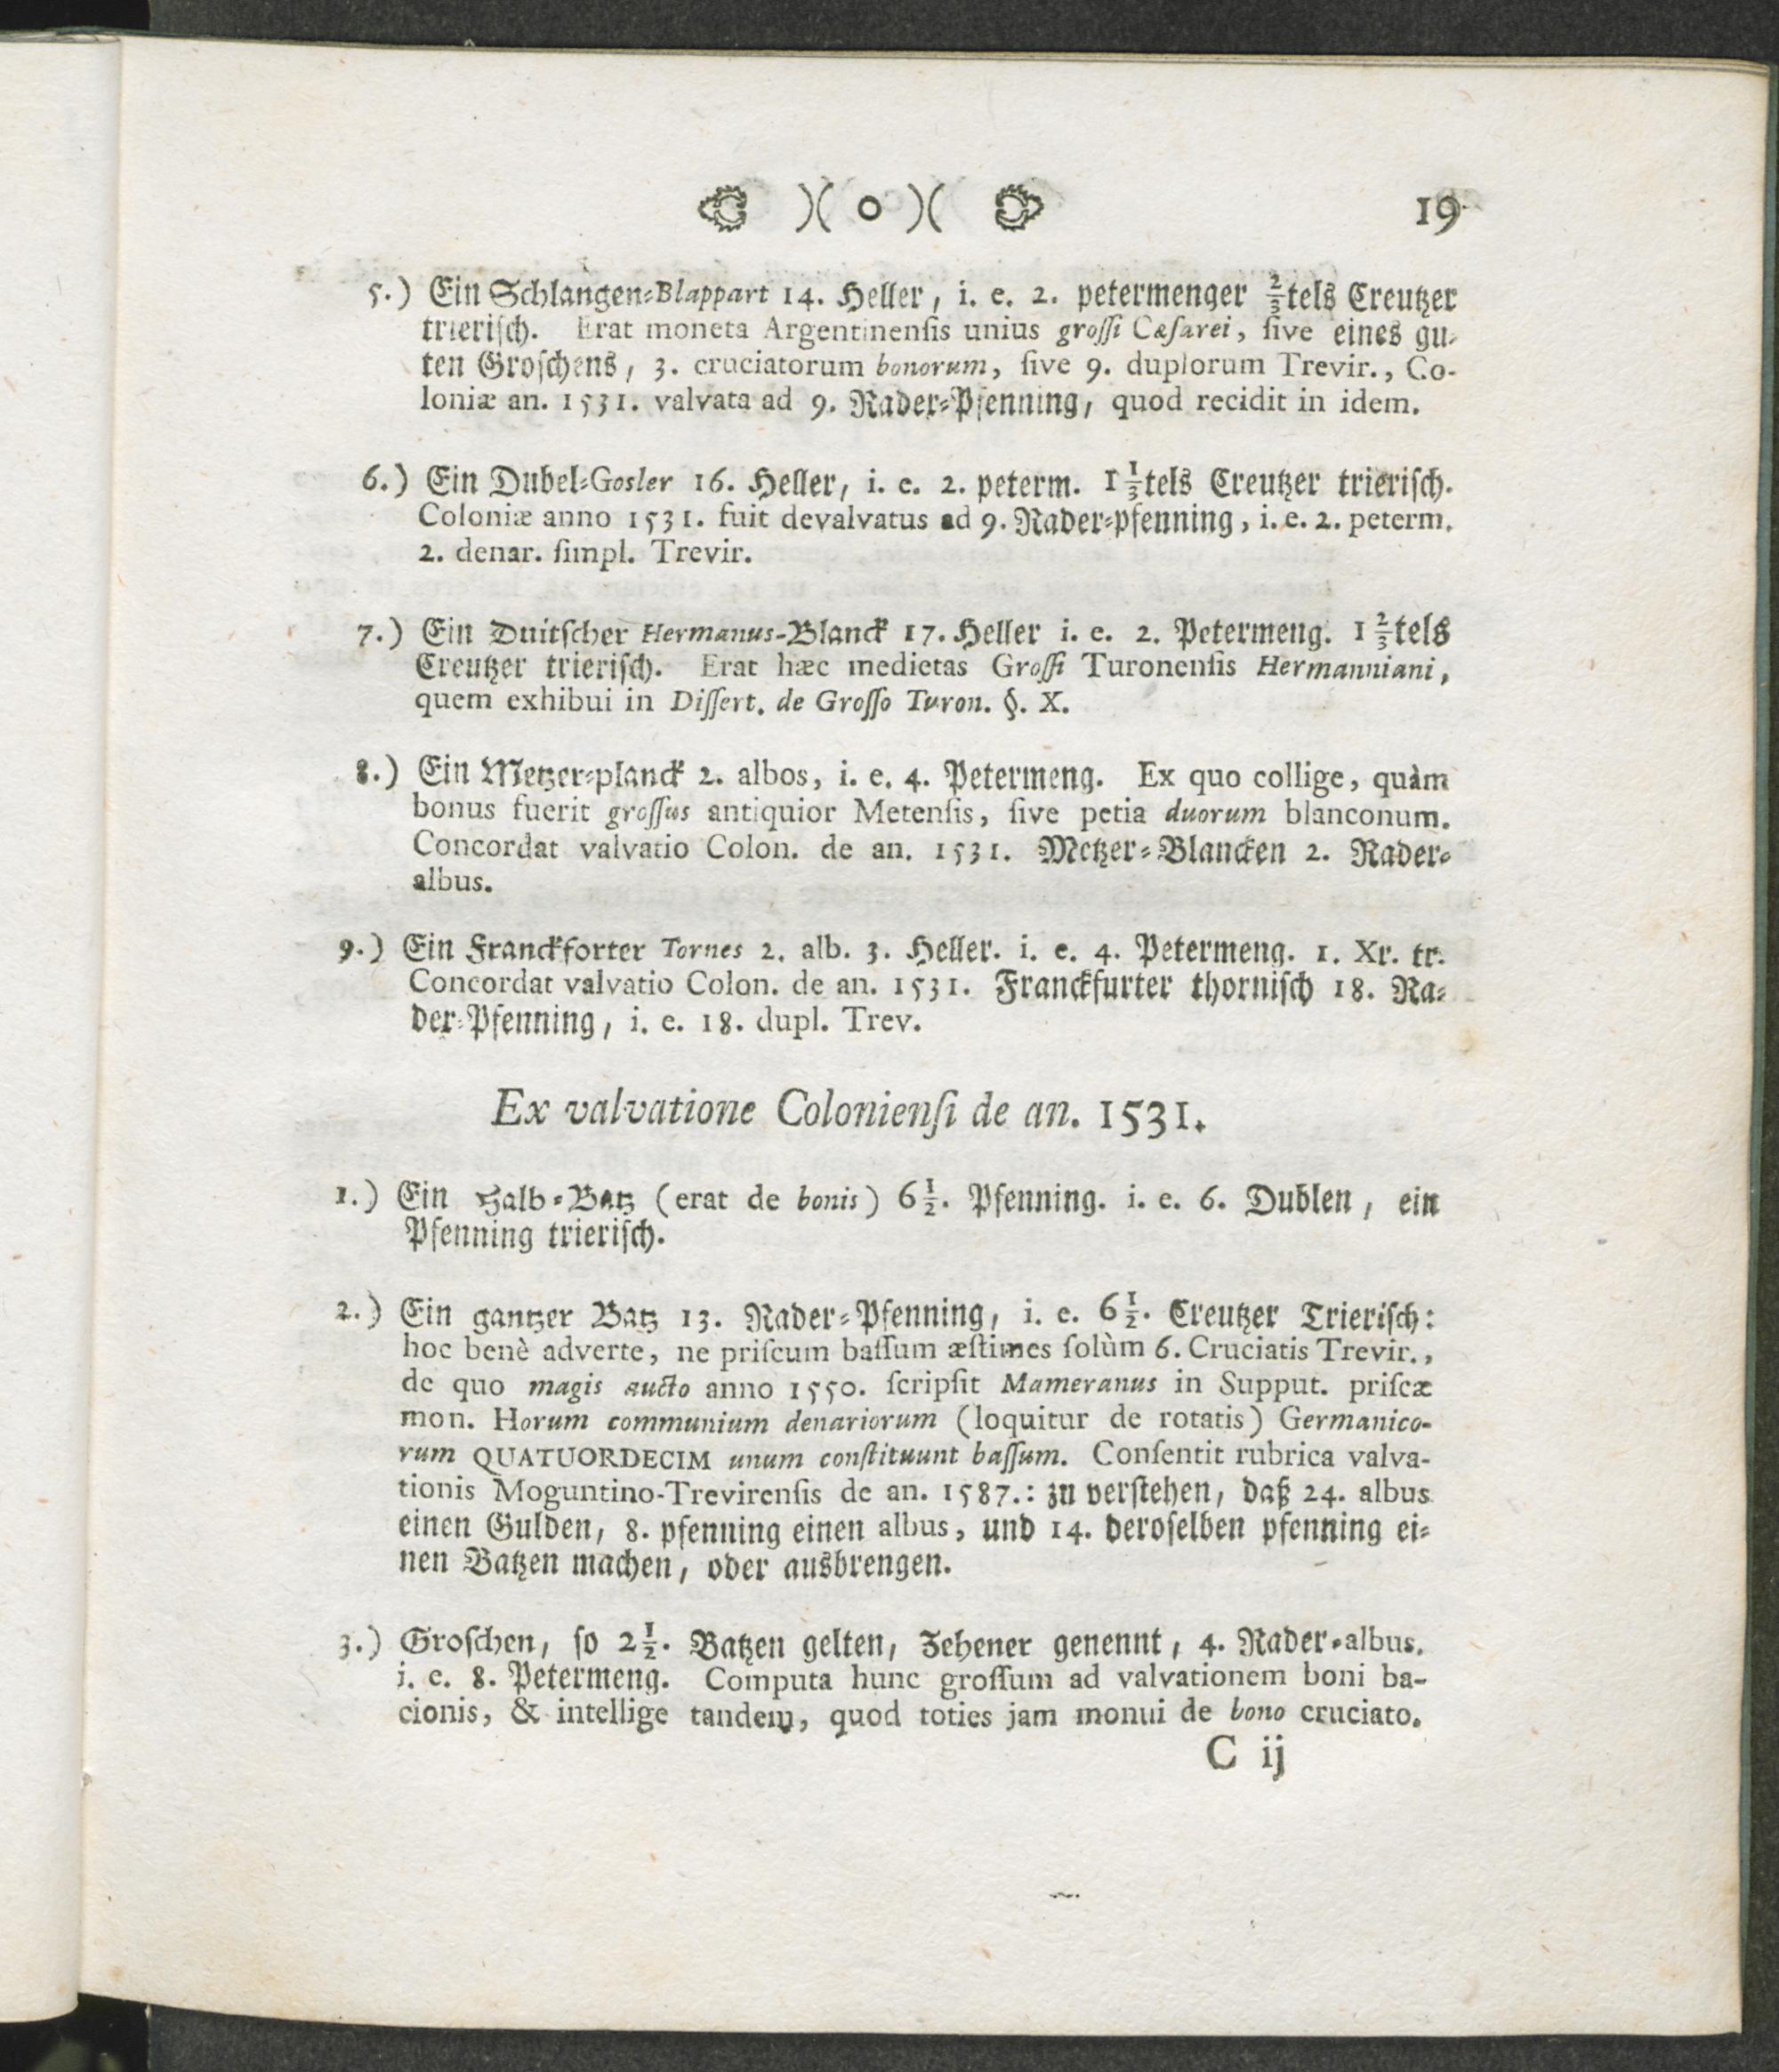 )( o )( 19
5.) Ein Schlangen-Blappart 14. Heller, i. e. 2. petermenger ⅔tels Creutzer
trierisch. Erat moneta Argentinensis unius grossi Cæsarei, sive eines gu-
ten Groschens, 3. cruciatorum bonorum, sive 9. duplorum Trevir., Co-
loniæ an. 1531. valvata ad 9. Rader-Pfenning, quod recidit in idem.
6.) Ein Dubel-Gosler 16. Heller, i. e. 2. peterm. 1⅓tels Creutzer trierisch.
Coloniæ anno 1531. fuit devalvatus ad 9. Rader-pfenning, i. e. 2. peterm.
2. denar. simpl. Trevir.
7.) Ein Duitscher Hermanus-Blanck 17. Heller i. e. 2. Petermeng. 1⅔tels
Creutzer trierisch. Erat hæc medietas Grossi Turonensis Hermanniani,
quem exhibui in Dissert. de Grosso Turon. §. X.
8.) Ein Metzer-planck 2. albos, i. e. 4. Petermeng. Ex quo collige, quàm
bonus fuerit grossus antiquior Metensis, sive petia duorum blanconum.
Concordat valvatio Colon. de an. 1531. Metzer-Blancken 2. Rader-
albus.
9.) Ein Franckforter Tornes 2. alb. 3. Heller. i. e. 4. Petermeng. 1. Xr. tr.
Concordat valvatio Colon. de an. 1531. Franckfurter thornisch 18. Ra-
der-Pfenning, i. e. 18. dupl. Trev.
Ex valvatione Coloniensi de an. 1531.
1.) Ein Halb-Batz (erat de bonis) 6½. Pfenning. i. e. 6. Dublen, ein
Pfenning trierisch.
2.) Ein gantzer Batz 13. Rader-Pfenning, i. e. 6½. Creutzer Trierisch:
hoc benè adverte, ne priscum bassum æstimes solùm 6. Cruciatis Trevir.,
de quo magis aucto anno 1550. scripsit Mameranus in Supput. priscæ
mon. Horum communium denariorum (loquitur de rotatis) Germanico-
rum QUATUORDECIM unum constituunt bassum. Consentit rubrica valva-
tionis Moguntino-Trevirensis de an. 1587.: zu verstehen, daß 24. albus
einen Gulden, 8. pfenning einen albus, und 14. deroselben pfenning ei-
nen Batzen machen, oder ausbrengen.
3.) Groschen, so 2½. Batzen gelten, Zehener genennt, 4. Rader-albus.
i. e. 8. Petermeng. Computa hunc grossum ad valvationem boni ba-
cionis, & intellige tandem, quod toties jam monui de bono cruciato.
C ij